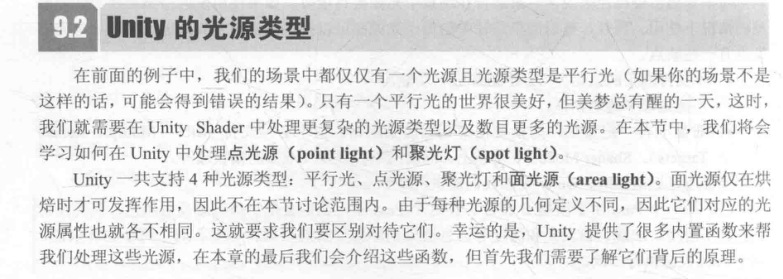 9.2 Unity 的光源类型
在前面的例子中，我们的场景中都仅仅有一个光源且光源类型是平行光（如果你的场景不是
这样的话，可能会得到错误的结果）。只有一个平行光的世界很美好，但美梦总有醒的一天，这时，
我们就需要在 Unity Shader 中处理更复杂的光源类型以及数目更多的光源。在本节中，我们将会
学习如何在 Unity 中处理点光源（point light）和聚光灯（spot light）。
Unity 一共支持 4 种光源类型：平行光、点光源、聚光灯和面光源（area light）。面光源仅在烘
焙时才可发挥作用，因此不在本节讨论范围内。由于每种光源的几何定义不同，因此它们对应的光
源属性也就各不相同。这就要求我们要区别对待它们。幸运的是，Unity 提供了很多内置函数来帮
我们处理这些光源，在本章的最后我们会介绍这些函数，但首先我们需要了解它们背后的原理。